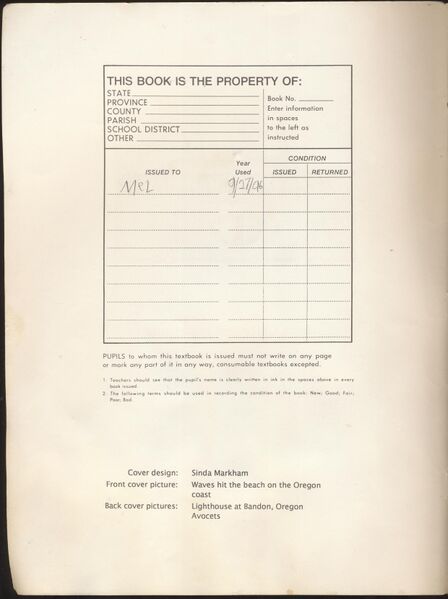 THIS BOOK IS THE PROPERTY OF:
STATE
PROVINCE
COUNTY
PARISH
SCHOOL DISTRICT
OTHER
Book No.
Enter information
in spaces
to the left as
instructed
ISSUED TO
Year
Used
CONDITION
ISSUED
RETURNED
Mel
9/27/96
PUPILS to whom this textbook is issued must not write on any page
or mark any part of it in any way, consumable textbooks excepted.
1. Teachers should see that the pupil's name is clearly written in ink in the spaces above in every
book issued.
2. The following terms should be used in recording the condition of the book: New; Good; Fair;
Poor; Bad.
Cover design: Sinda Markham
Front cover picture: Waves hit the beach on the Oregon
coast
Back cover pictures: Lighthouse at Bandon, Oregon
Avocets